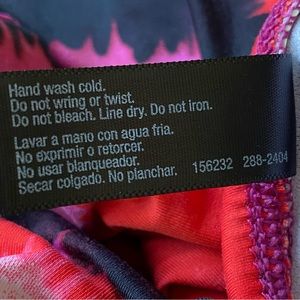 Hand wash cold.
Do not wring or twist.
Do not bleach. Line dry. Do not iron.
Lavar a mano con agua fria.
No exprimir o retorcer.
No usar blanqueador.
Secar colgado. No planchar. 156232 288-2404